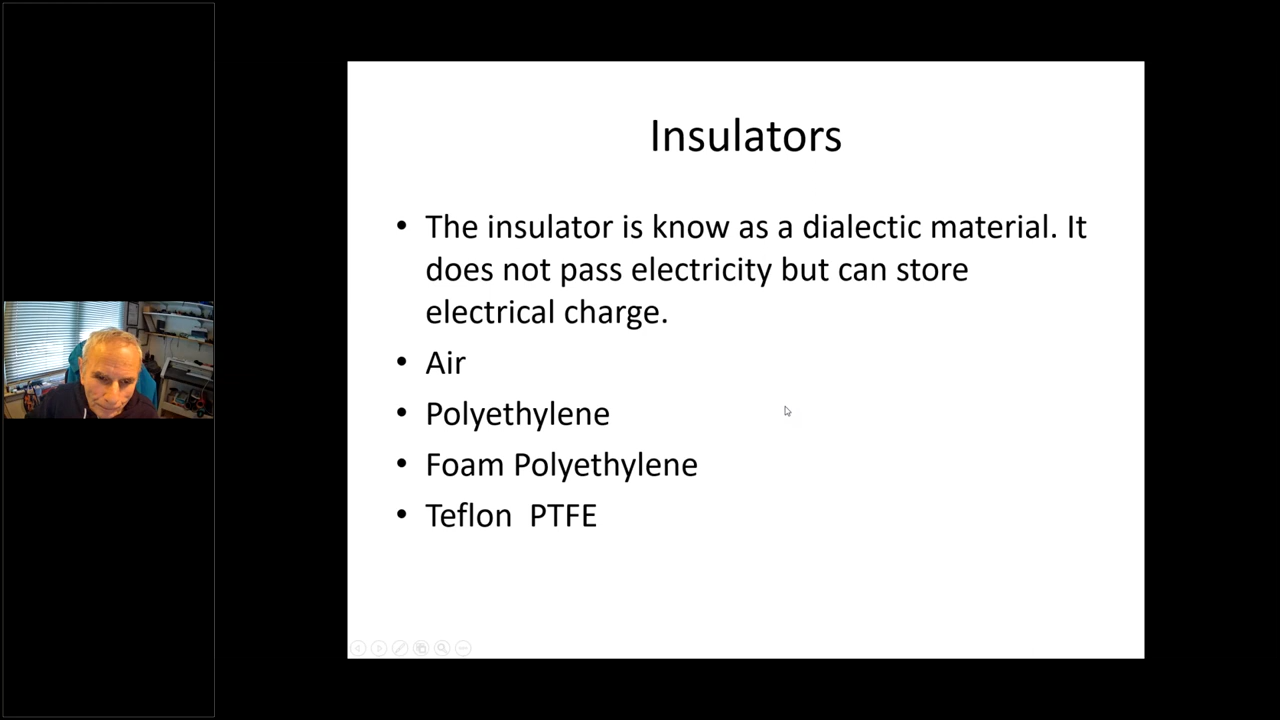 Insulators
• The insulator is know as a dialectic material. It
does not pass electricity but can store
electrical charge.
• Air
• Polyethylene
• Foam Polyethylene
• Teflon  PTFE